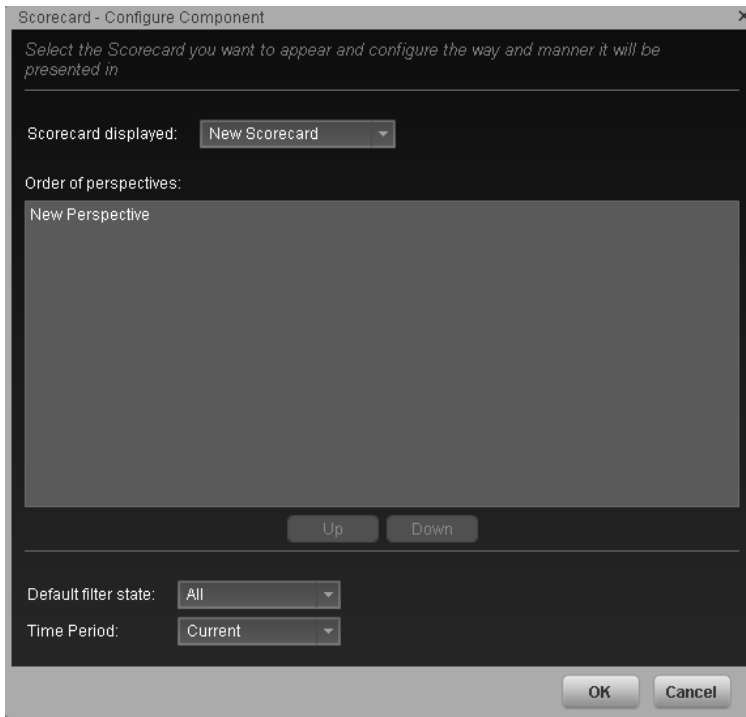 Scorecard - Configure Component
Select the Scorecard you want to appear and configure the way and manner it will be
presented in
Scorecard displayed: New Scorecard
Order of perspectives:
New Perspective
Up Down
Default filter state: All
Time Period: Current
OK Cancel